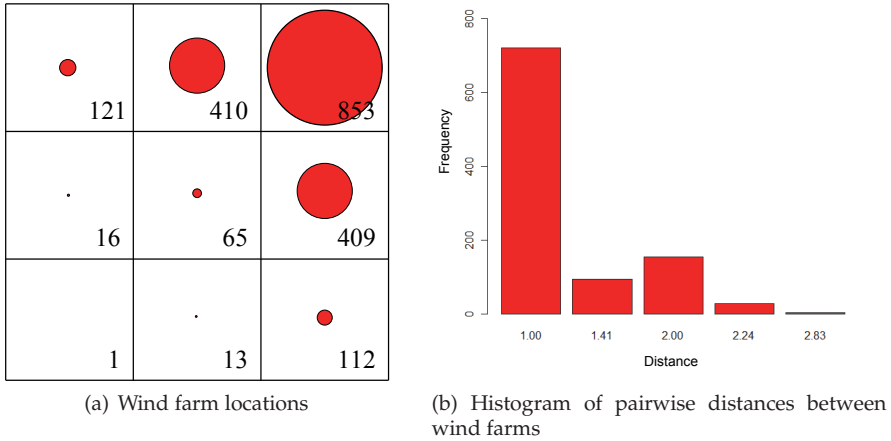 121 410 853
16 65 409
1 13 112
(a) Wind farm locations
800
600
400
200
0
Frequency
1.00 1.41 2.00 2.24 2.83
Distance
(b) Histogram of pairwise distances between
wind farms